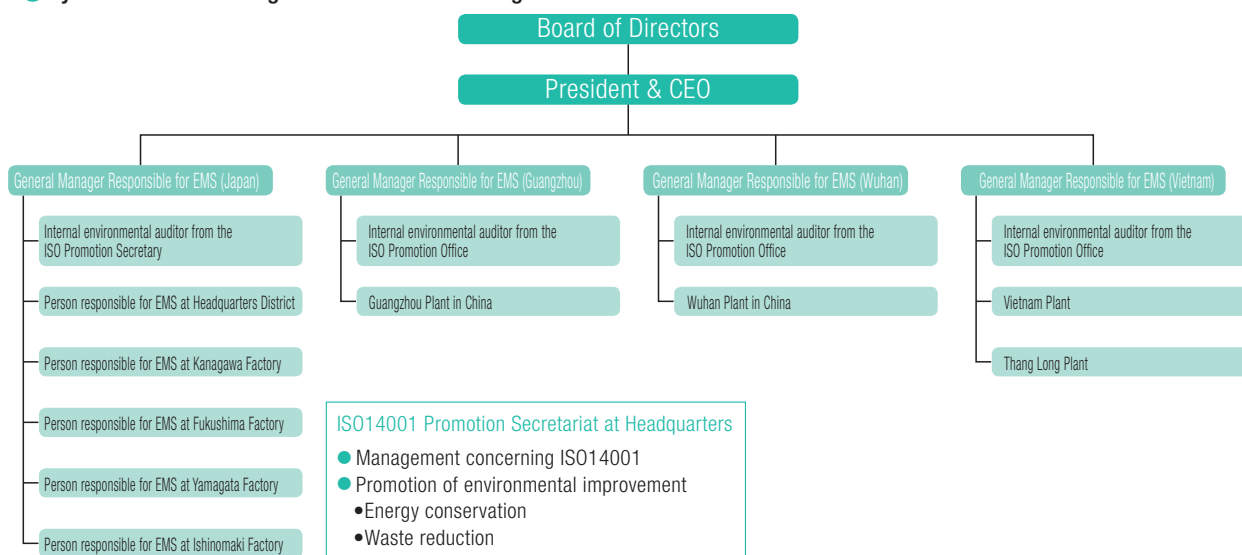 Board of Directors
President & CEO
General Manager Responsible for EMS (Japan)
Internal environmental auditor from the
ISO Promotion Secretary
Person responsible for EMS at Headquarters District
Person responsible for EMS at Kanagawa Factory
Person responsible for EMS at Fukushima Factory
Person responsible for EMS at Yamagata Factory
Person responsible for EMS at Ishinomaki Factory
General Manager Responsible for EMS (Guangzhou)
Internal environmental auditor from the
ISO Promotion Office
Guangzhou Plant in China
General Manager Responsible for EMS (Wuhan)
Internal environmental auditor from the
ISO Promotion Office
Wuhan Plant in China
General Manager Responsible for EMS (Vietnam)
Internal environmental auditor from the
ISO Promotion Office
Vietnam Plant
Thang Long Plant
ISO14001 Promotion Secretariat at Headquarters
● Management concerning ISO14001
● Promotion of environmental improvement
•Energy conservation
•Waste reduction